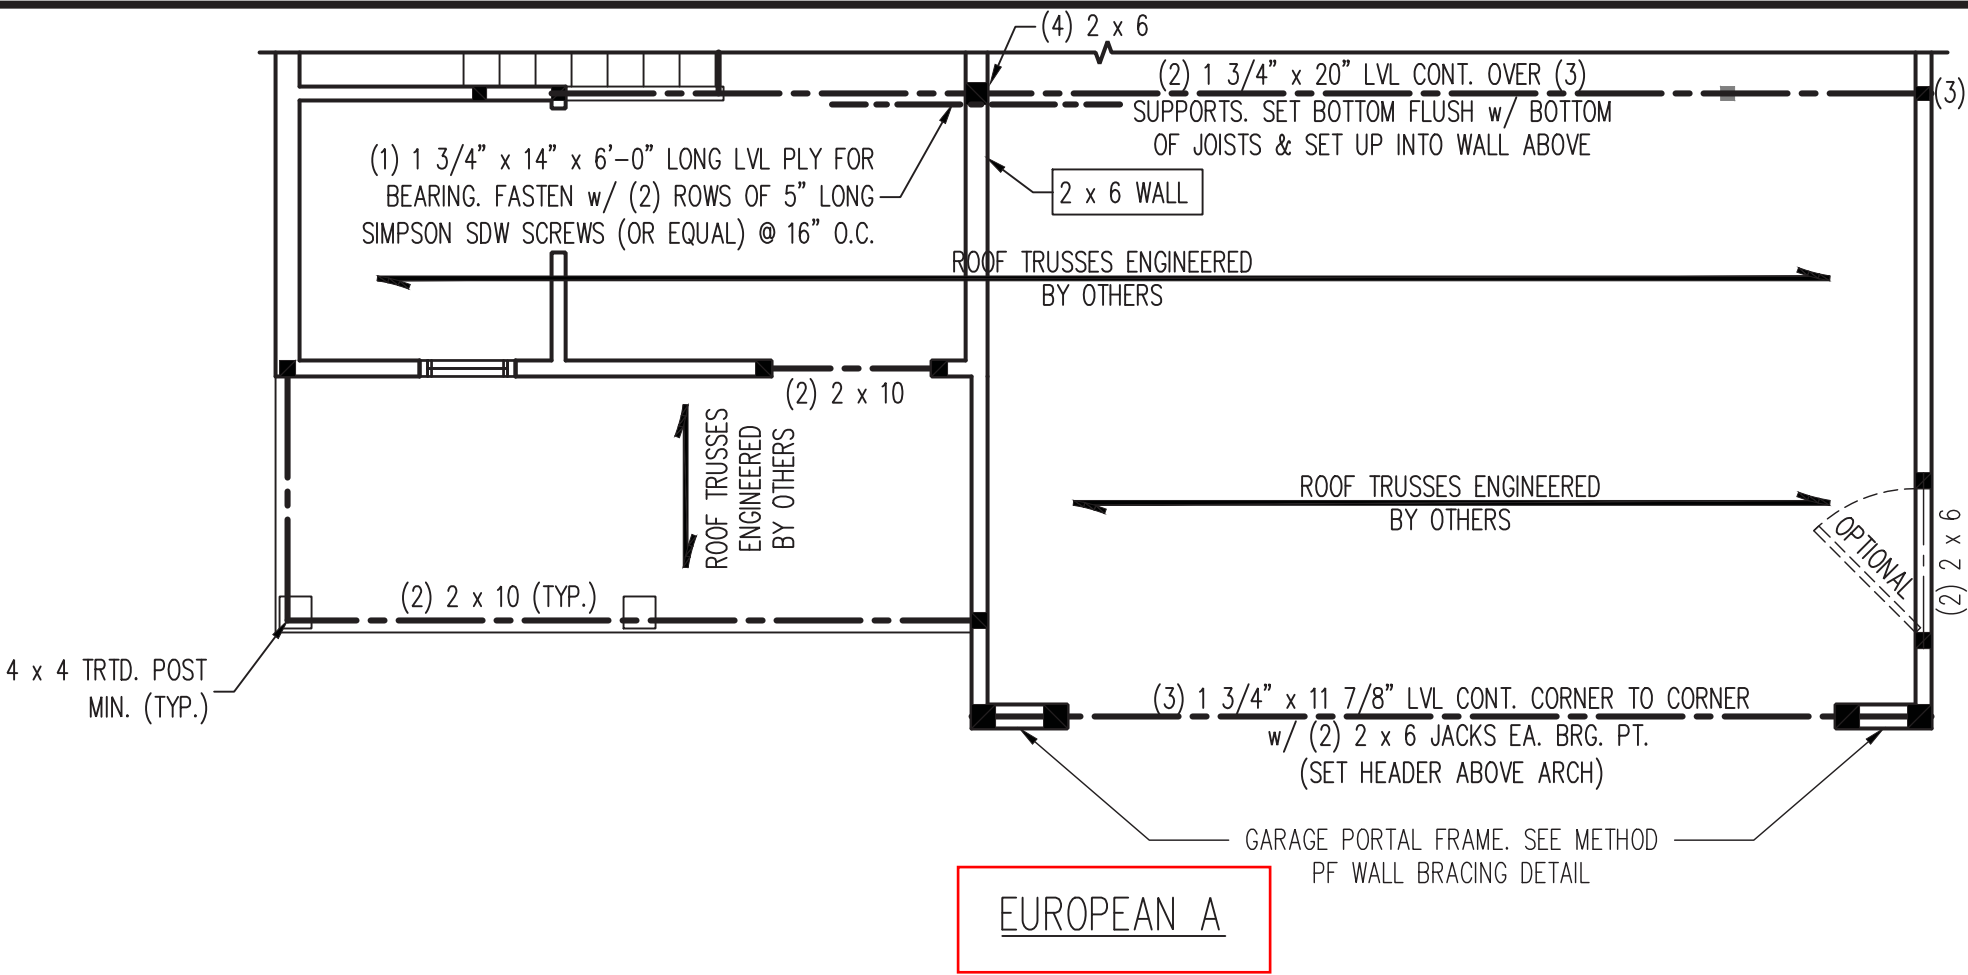 (4) 2 x 6
(2) 1 3/4" x 20" LVL CONT. OVER (3)
SUPPORTS. SET BOTTOM FLUSH w/ BOTTOM
OF JOISTS & SET UP INTO WALL ABOVE
(3)
(1) 1 3/4" x 14" x 6'-0" LONG LVL PLY FOR
BEARING. FASTEN w/ (2) ROWS OF 5" LONG
SIMPSON SDW SCREWS (OR EQUAL) @ 16" O.C.
2 x 6 WALL
ROOF TRUSSES ENGINEERED
BY OTHERS
(2) 2 x 10
ROOF TRUSSES
ENGINEERED
BY OTHERS
ROOF TRUSSES ENGINEERED
BY OTHERS
OPTIONAL
(2) 2 x 6
(2) 2 x 10 (TYP.)
4 x 4 TRTD. POST
MIN. (TYP.)
(3) 1 3/4" x 11 7/8" LVL CONT. CORNER TO CORNER
w/ (2) 2 x 6 JACKS EA. BRG. PT.
(SET HEADER ABOVE ARCH)
GARAGE PORTAL FRAME. SEE METHOD
PF WALL BRACING DETAIL
EUROPEAN A